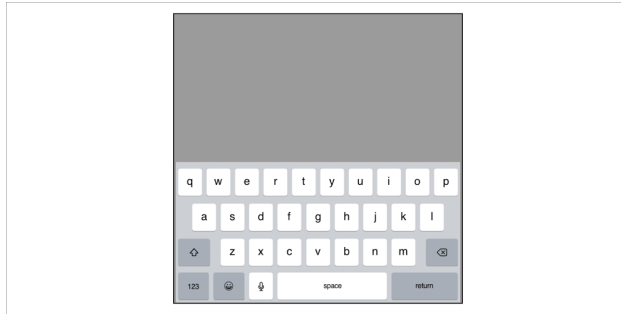 q w e r t y u i o p
a s d f g h j k l
z x c v b n m
123 space return